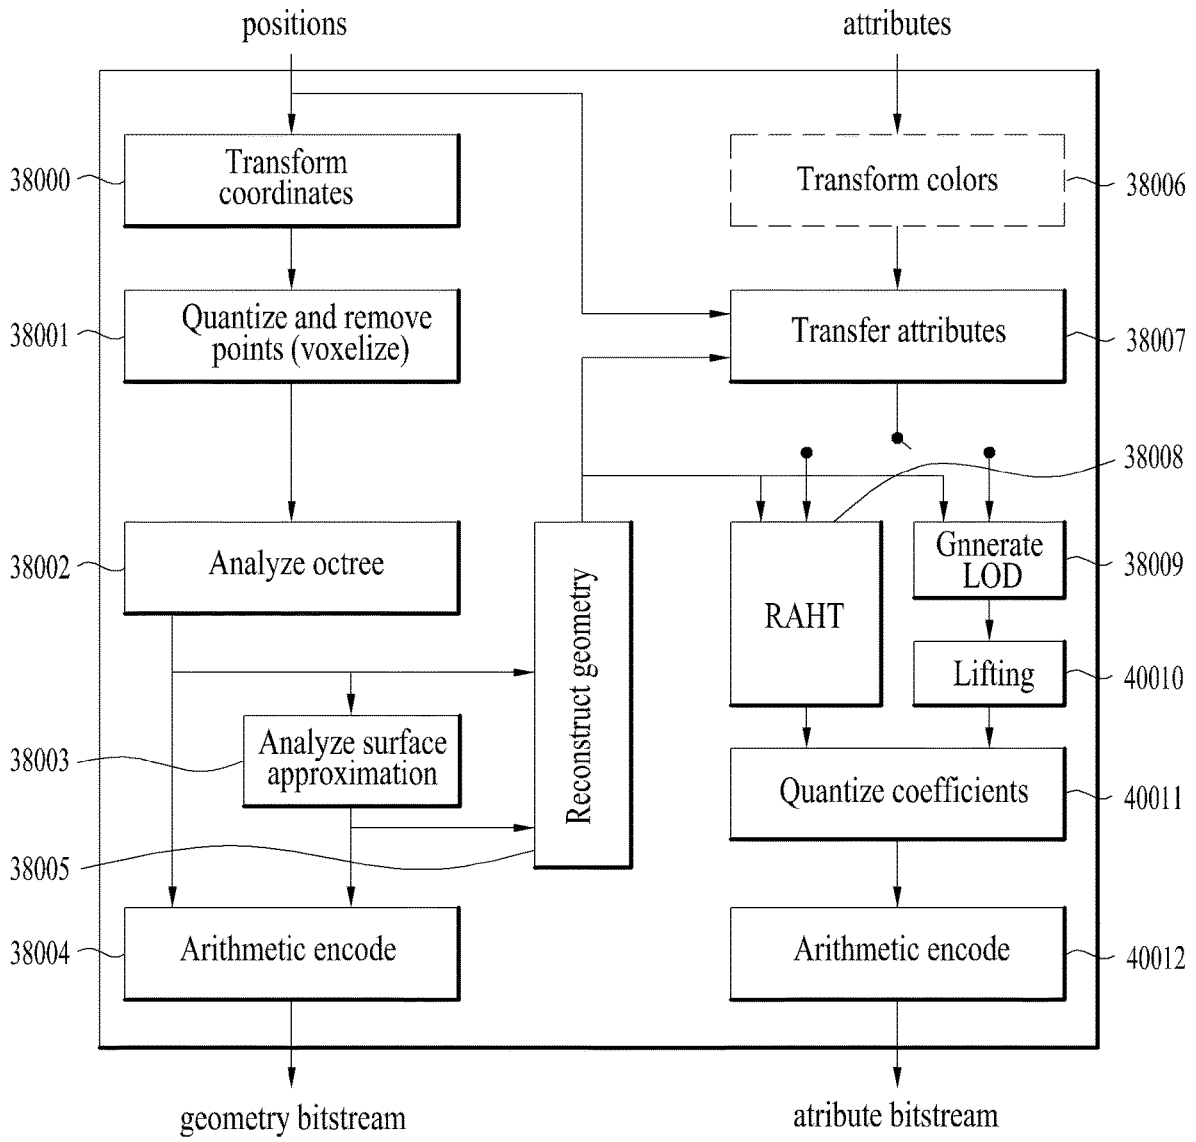 positions
attributes
38000
Transform
coordinates
Transform colors
38006
38001
Quantize and remove
points (voxelize)
Transfer attributes
38007
38008
38002
Analyze octree
Reconstruct geometry
RAHT
Gnnerate
LOD
38009
Lifting
40010
38003
Analyze surface
approximation
Quantize coefficients
40011
38005
38004
Arithmetic encode
Arithmetic encode
40012
geometry bitstream
atribute bitstream